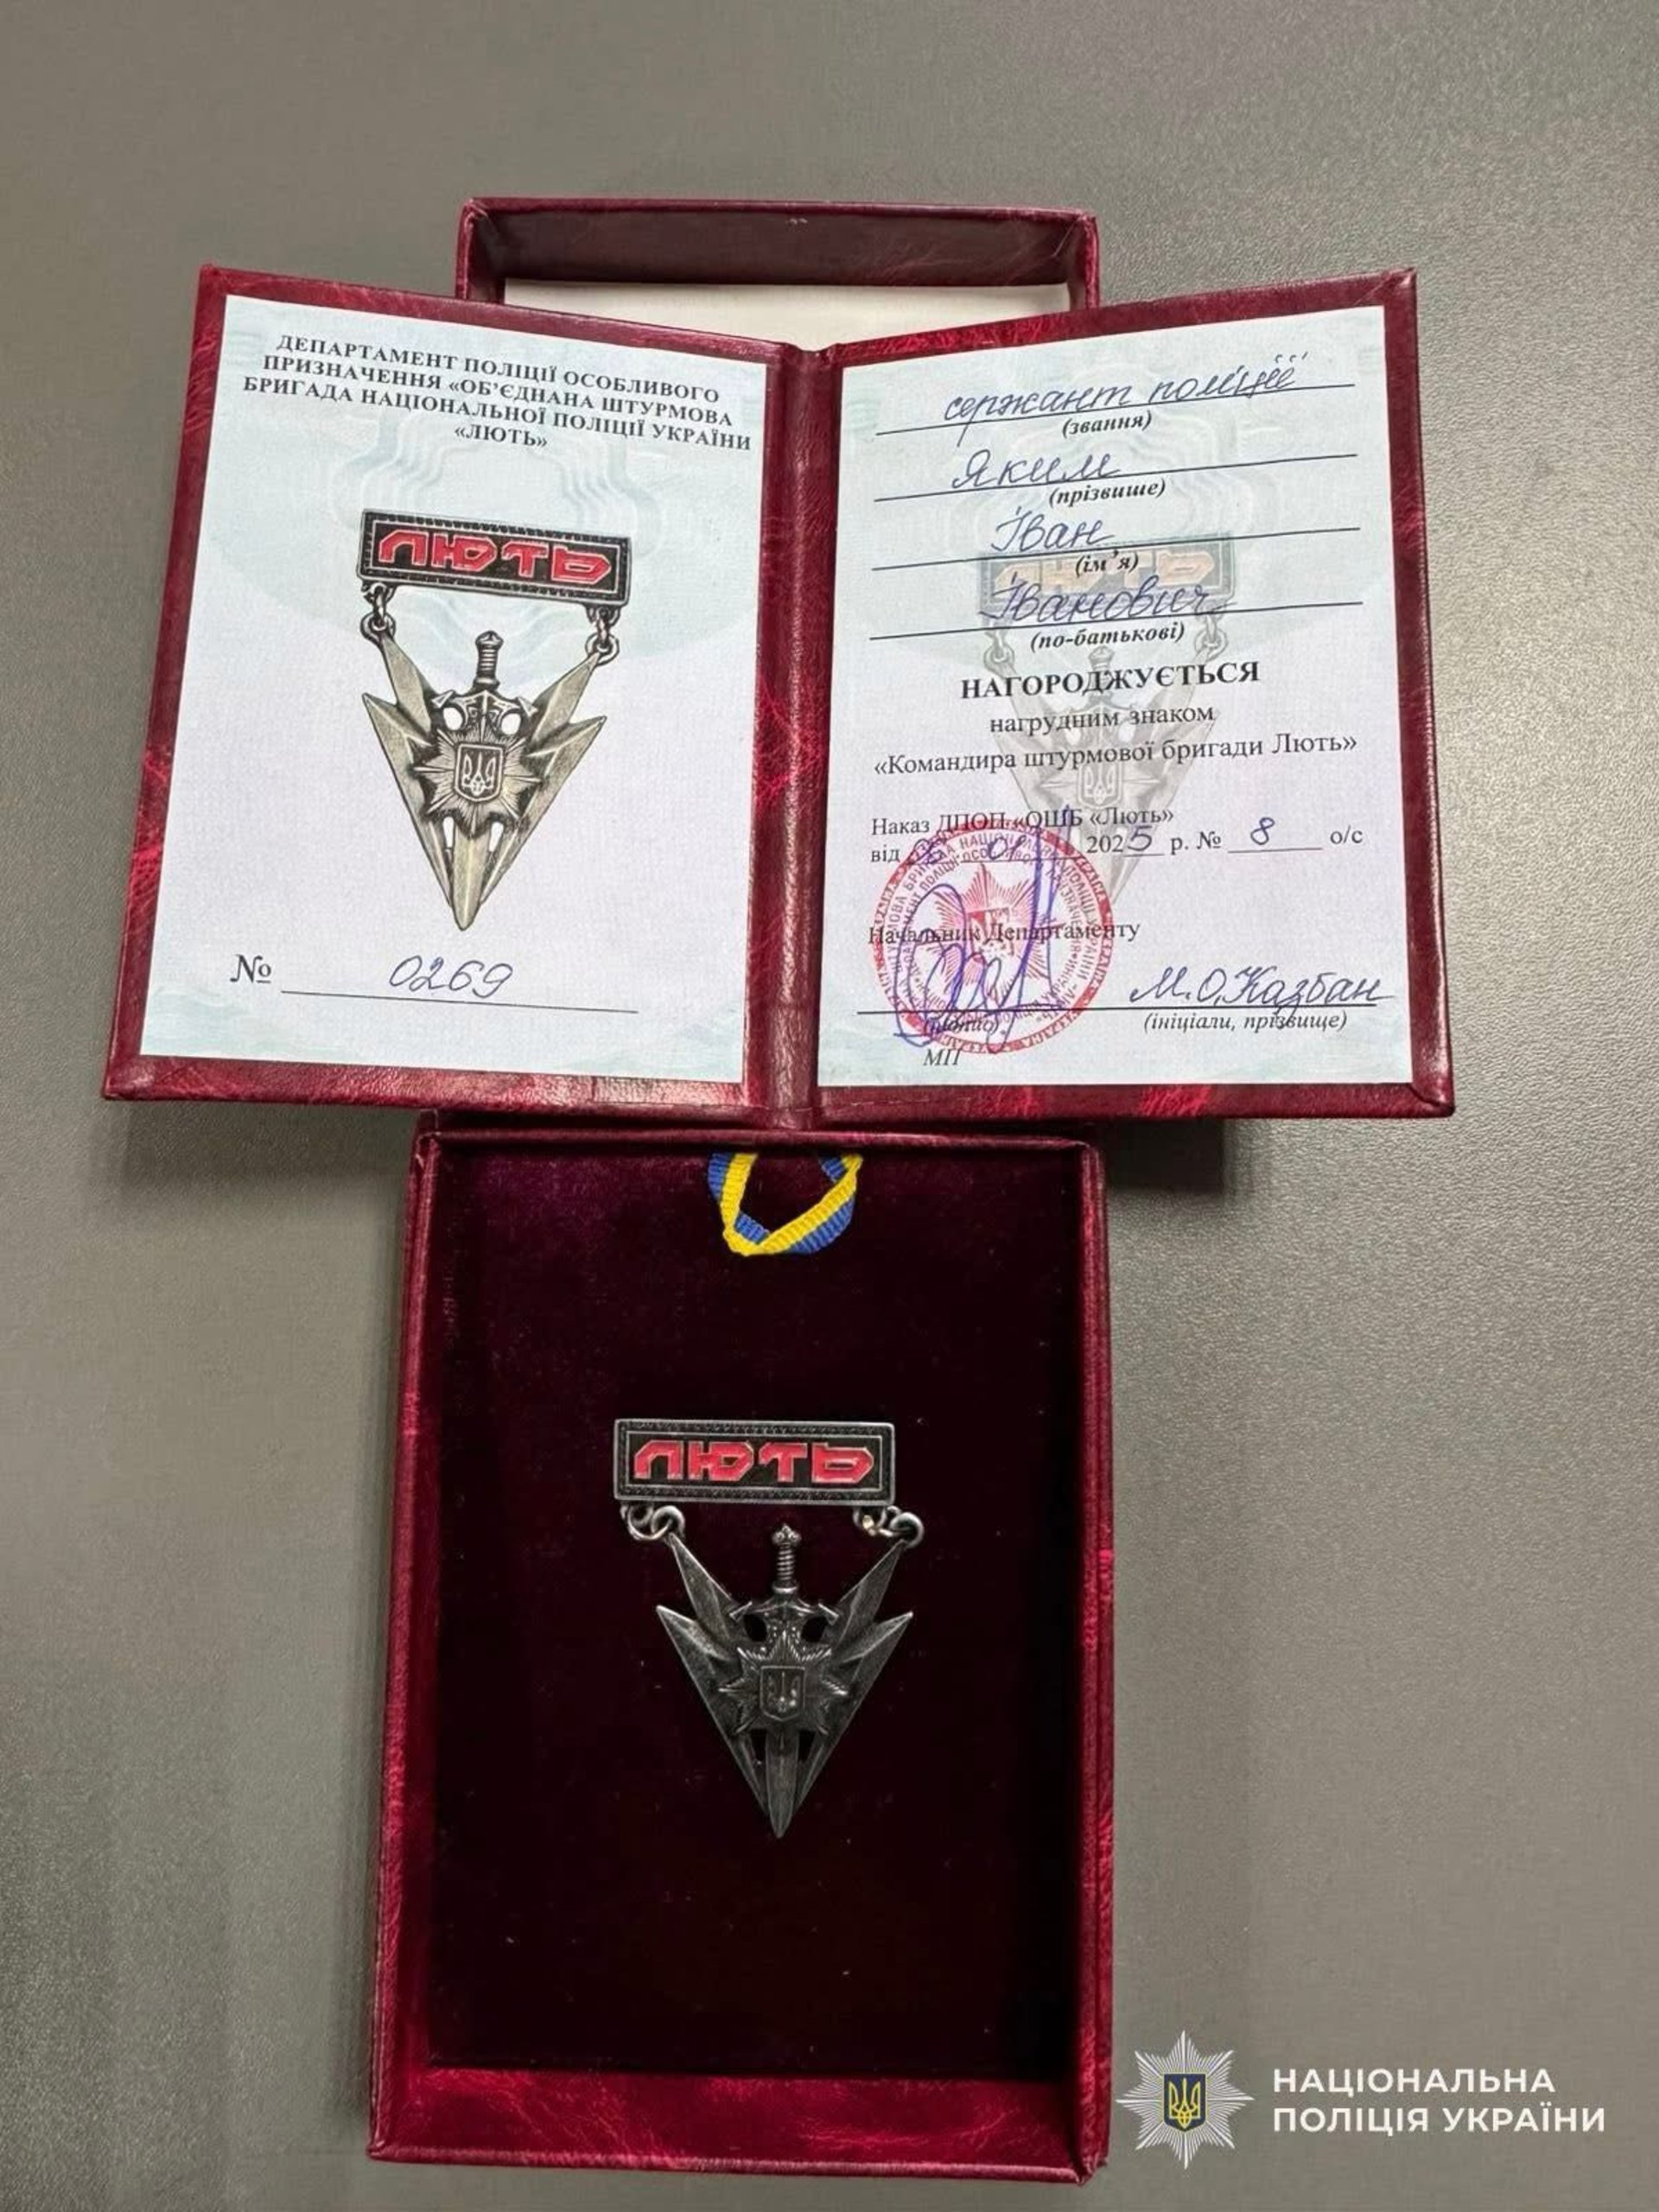 ДЕПАРТАМЕНТ ПОЛІЦІЇ ОСОБЛИВОГО
ПРИЗНАЧЕННЯ «ОБ’ЄДНАНА ШТУРМОВА
БРИГАДА НАЦІОНАЛЬНОЇ ПОЛІЦІЇ УКРАЇНИ
«ЛЮТЬ»
ЛЮТЬ
№ 0269
сержант поліції
(звання)
Яким
(прізвище)
Іван
(ім’я)
Іванович
(по-батькові)
ЛЮТЬ
НАГОРОДЖУЄТЬСЯ
нагрудним знаком
«Командира штурмової бригади Лють»
Наказ ДПОП «ОШБ «Лють»
від 01 2025 р. № 8 о/с
Начальник Департаменту
М.О.Казбан
(підпис) (ініціали, прізвище)
МП
ЛЮТЬ
НАЦІОНАЛЬНА
ПОЛІЦІЯ УКРАЇНИ